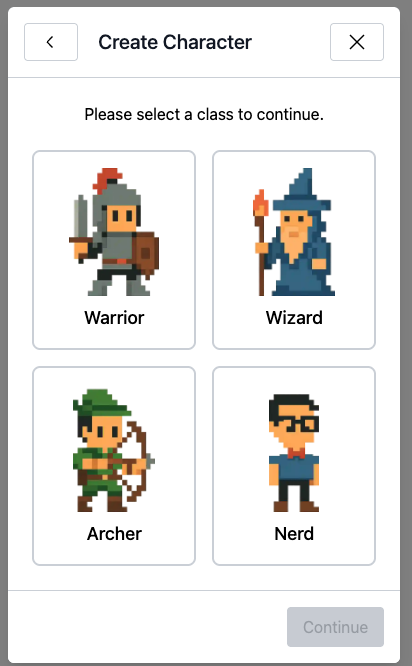 Create Character
Please select a class to continue.
Warrior
Wizard
Archer
Nerd
Continue